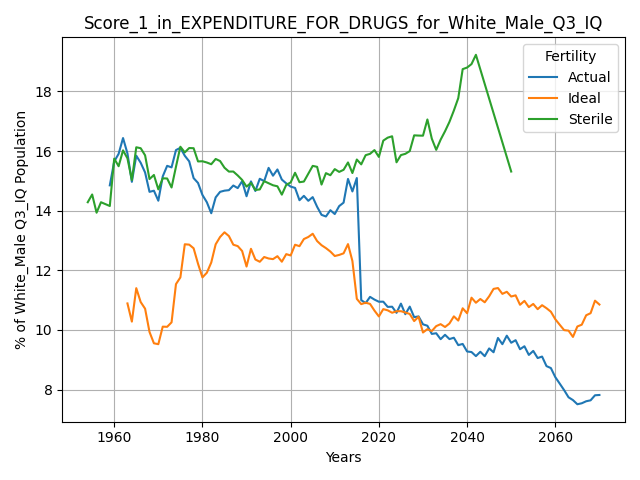 Score_1_in_EXPENDITURE_FOR_DRUGS_for_White_Male_Q3_IQ
Fertility
Actual
Ideal
Sterile
% of White_Male Q3_IQ Population
18
16
14
12
10
8
1960 1980 2000 2020 2040 2060
Years